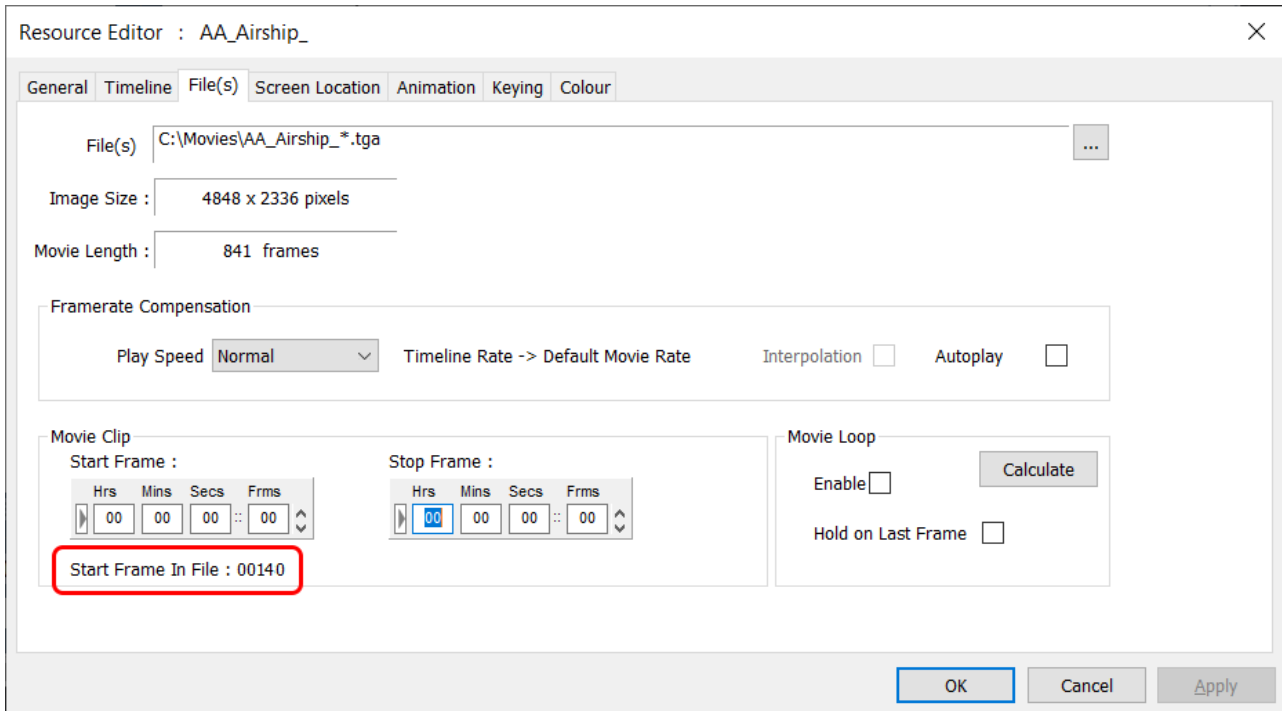 Resource Editor : AA_Airship_
General Timeline File(s) Screen Location Animation Keying Colour
File(s) C:\Movies\AA_Airship_*.tga ...
Image Size : 4848 x 2336 pixels
Movie Length : 841 frames
Framerate Compensation
Play Speed Normal Timeline Rate -> Default Movie Rate Interpolation Autoplay
Movie Clip
Start Frame : Stop Frame :
Hrs Mins Secs Frms Hrs Mins Secs Frms
00 00 00 :: 00 00 00 00 :: 00
Start Frame In File : 00140
Movie Loop
Calculate
Enable
Hold on Last Frame
OK Cancel Apply